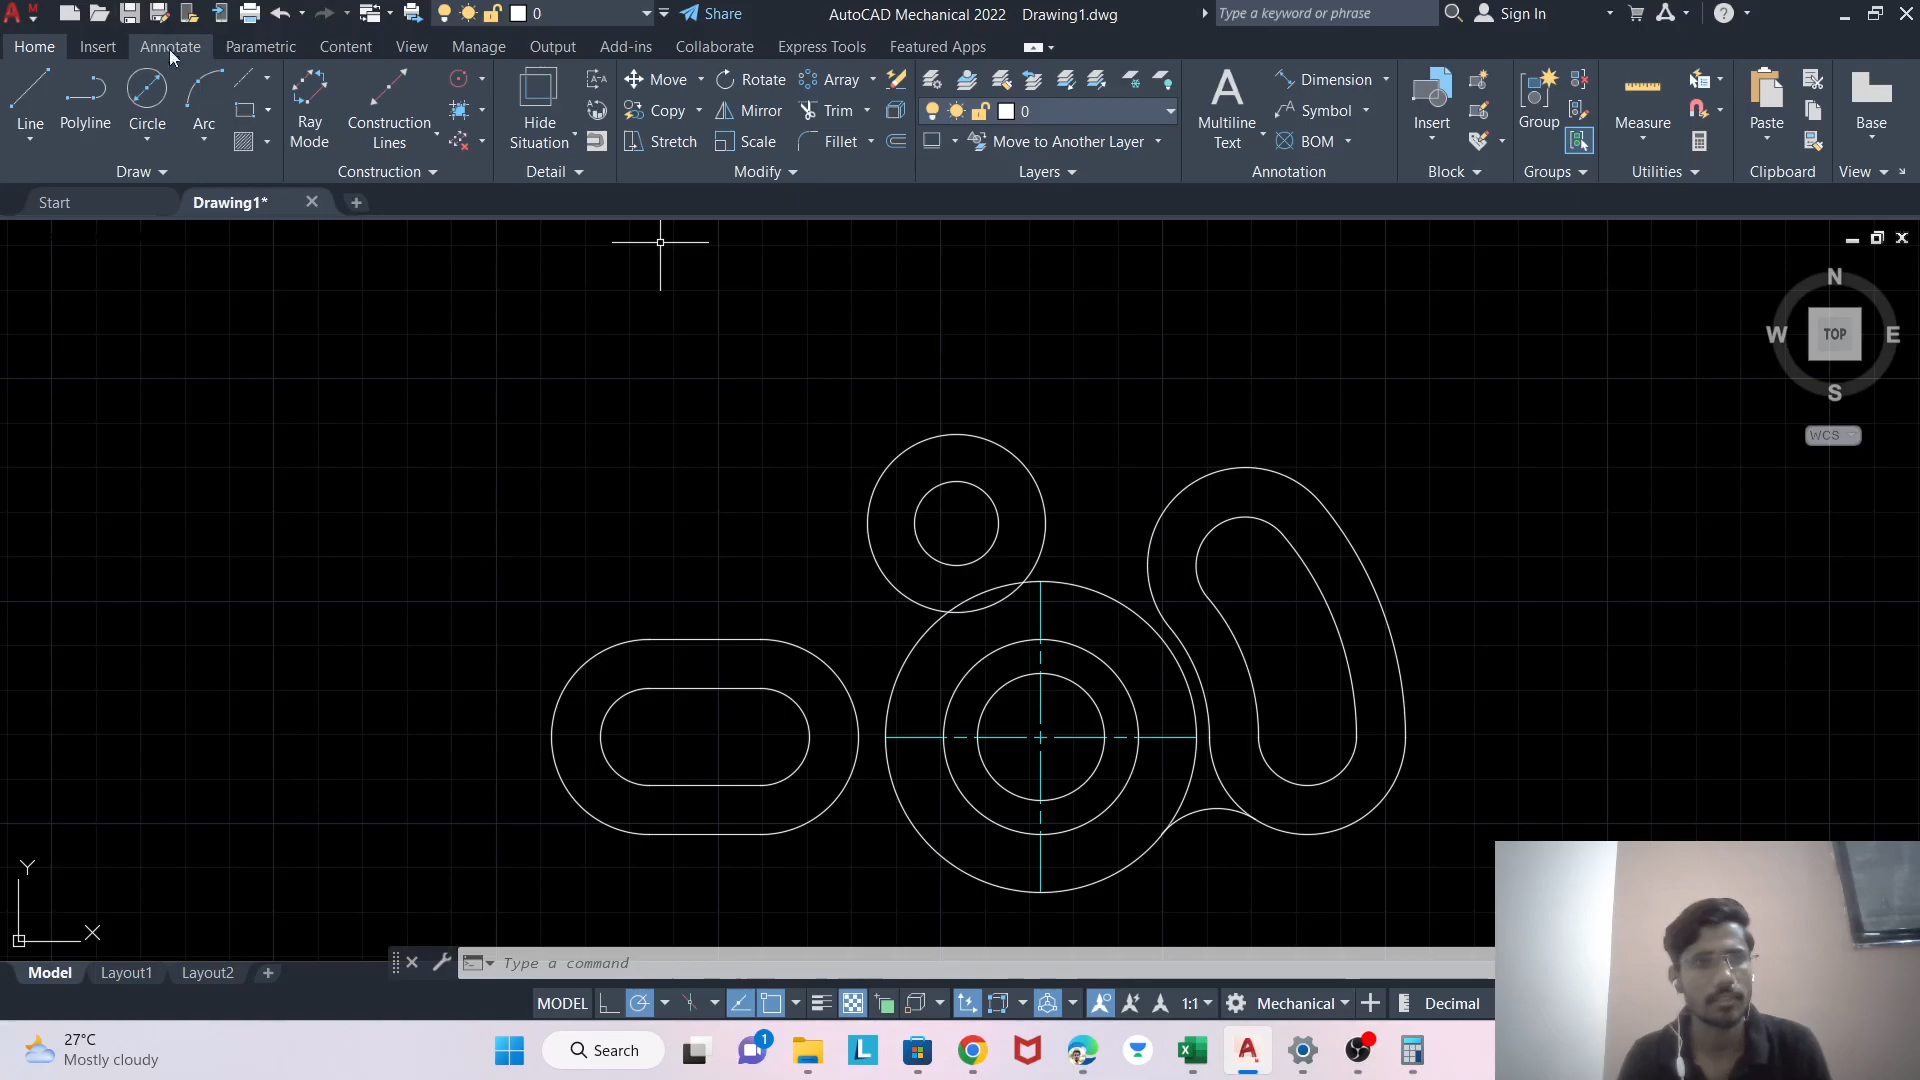 A M
0
Share
AutoCAD Mechanical 2022 Drawing1.dwg
Type a keyword or phrase
Sign In
?
Home Insert Annotate Parametric Content View Manage Output Add-ins Collaborate Express Tools Featured Apps
Line
Polyline
Circle
Arc
Draw
Ray Mode
Construction Lines
Construction
Hide Situation
Detail
Move Rotate Array
Copy Mirror Trim
Stretch Scale Fillet
Modify
0
Move to Another Layer
Layers
A
Multiline Text
Dimension
Symbol
BOM
Annotation
Insert
Block
Group
Groups
Measure
Utilities
Paste
Clipboard
Base
View
Start
Drawing1*
N
W TOP E
S
WCS
Y
X
Type a command
Model Layout1 Layout2
MODEL
1:1
Mechanical
Decimal
27°C
Mostly cloudy
Search
1
L
A